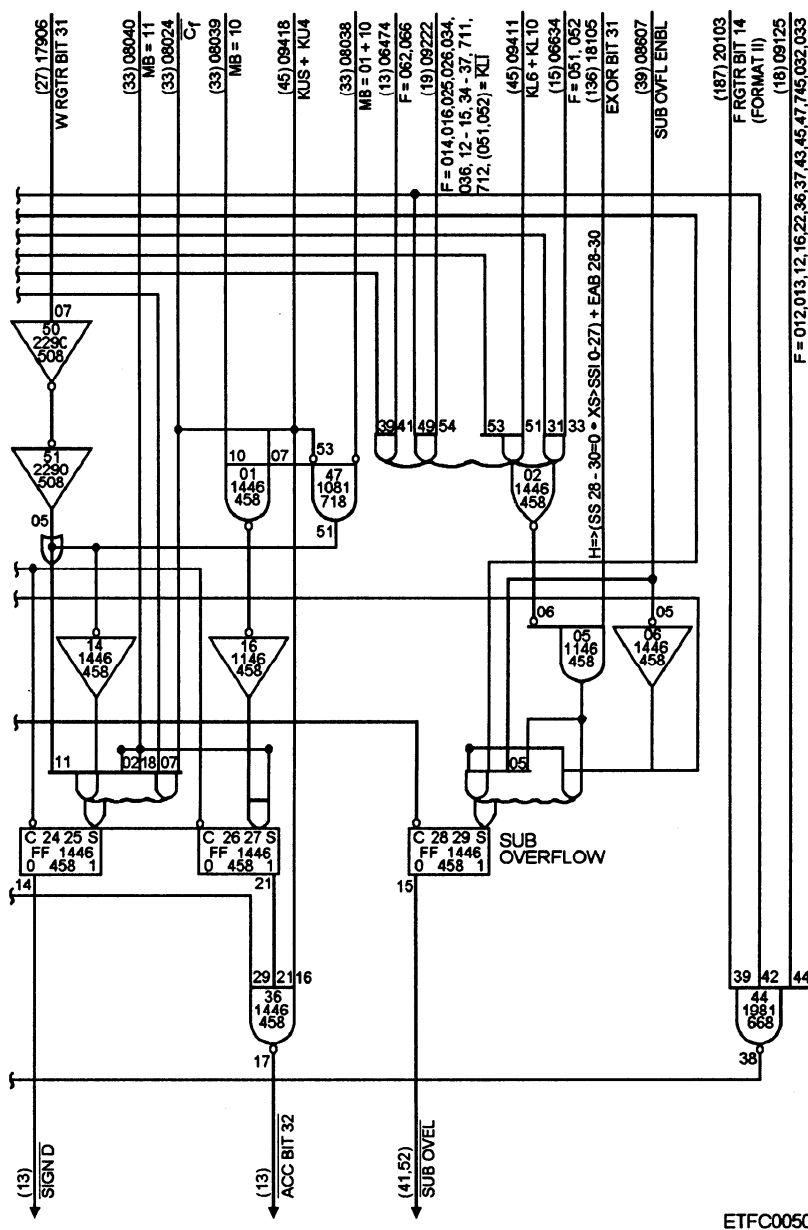 (27) 17906
W RGTR BIT 31
(33) 08040
MB = 11
(33) 08024
Cf
(33) 08039
MB = 10
(45) 09418
KUS + KU4
(33) 08038
MB = 01 + 10
(13) 06474
F = 062,066
(19) 09222
F = 014,016,025,026,034,
036, 12 - 15, 34 - 37, 711,
712, (051,052) = KLI
(45) 09411
KL6 + KL10
(15) 06634
F = 051, 052
(136) 18105
EX OR BIT 31
(39) 08607
SUB OVFL ENBL
(187) 20103
F RGTR BIT 14
(FORMAT II)
(18) 09125
F = 012,013,12,16,22,36,37,43,45,47,745,032,033
H=>(SS 28 - 30=0 • XS>SSI 0-27) + EAB 28-30
07
50
2290
508
51
2290
508
05
10
07
01
1446
458
53
47
1081
718
51
39
41
49
54
53
51
31
33
02
1446
458
06
05
1146
458
05
06
1446
458
14
1446
458
16
1146
458
11
02
18
07
05
C 24 25 S
FF 1446
0 458 1
14
C 26 27 S
FF 1446
0 458 1
21
C 28 29 S
FF 1446
0 458 1
15
SUB
OVERFLOW
29
21
16
36
1446
458
17
39
42
44
44
1981
668
38
(13)
SIGN D
(13)
ACC BIT 32
(41,52)
SUB OVEL
ETFC0050